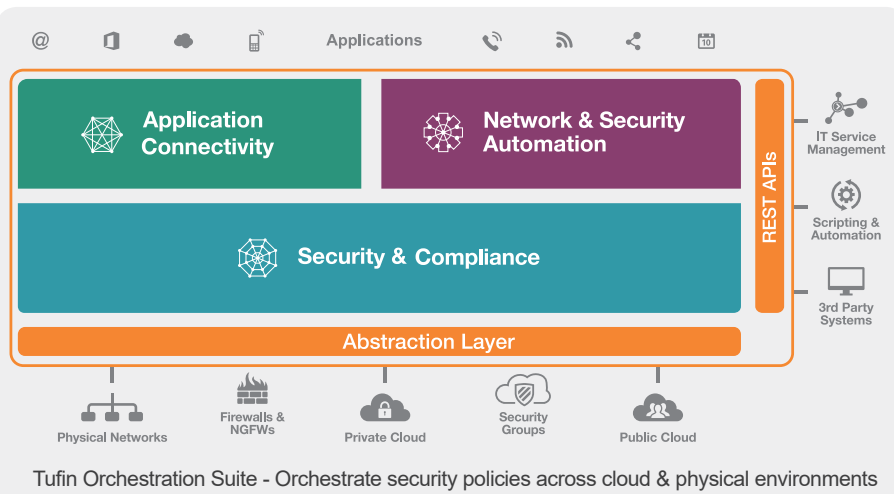 @
Applications
10
Application
Connectivity
Network & Security
Automation
REST APIs
IT Service
Management
Security & Compliance
Scripting &
Automation
3rd Party
Systems
Abstraction Layer
Physical Networks
Firewalls &
NGFWs
Private Cloud
Security
Groups
Public Cloud
Tufin Orchestration Suite - Orchestrate security policies across cloud & physical environments